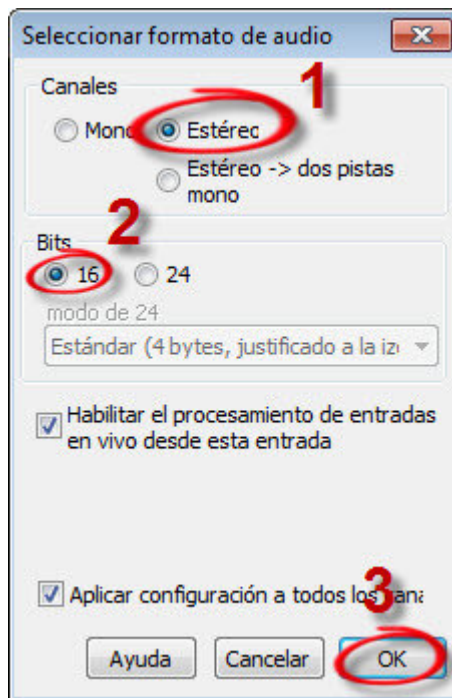 Seleccionar formato de audio
1
Canales
Mono Estéreo
Estéreo -> dos pistas
mono
2
Bits
16 24
modo de 24
Estándar (4 bytes, justificado a la iz
Habilitar el procesamiento de entradas
en vivo desde esta entrada
3
Aplicar configuración a todos los
Ayuda Cancelar OK